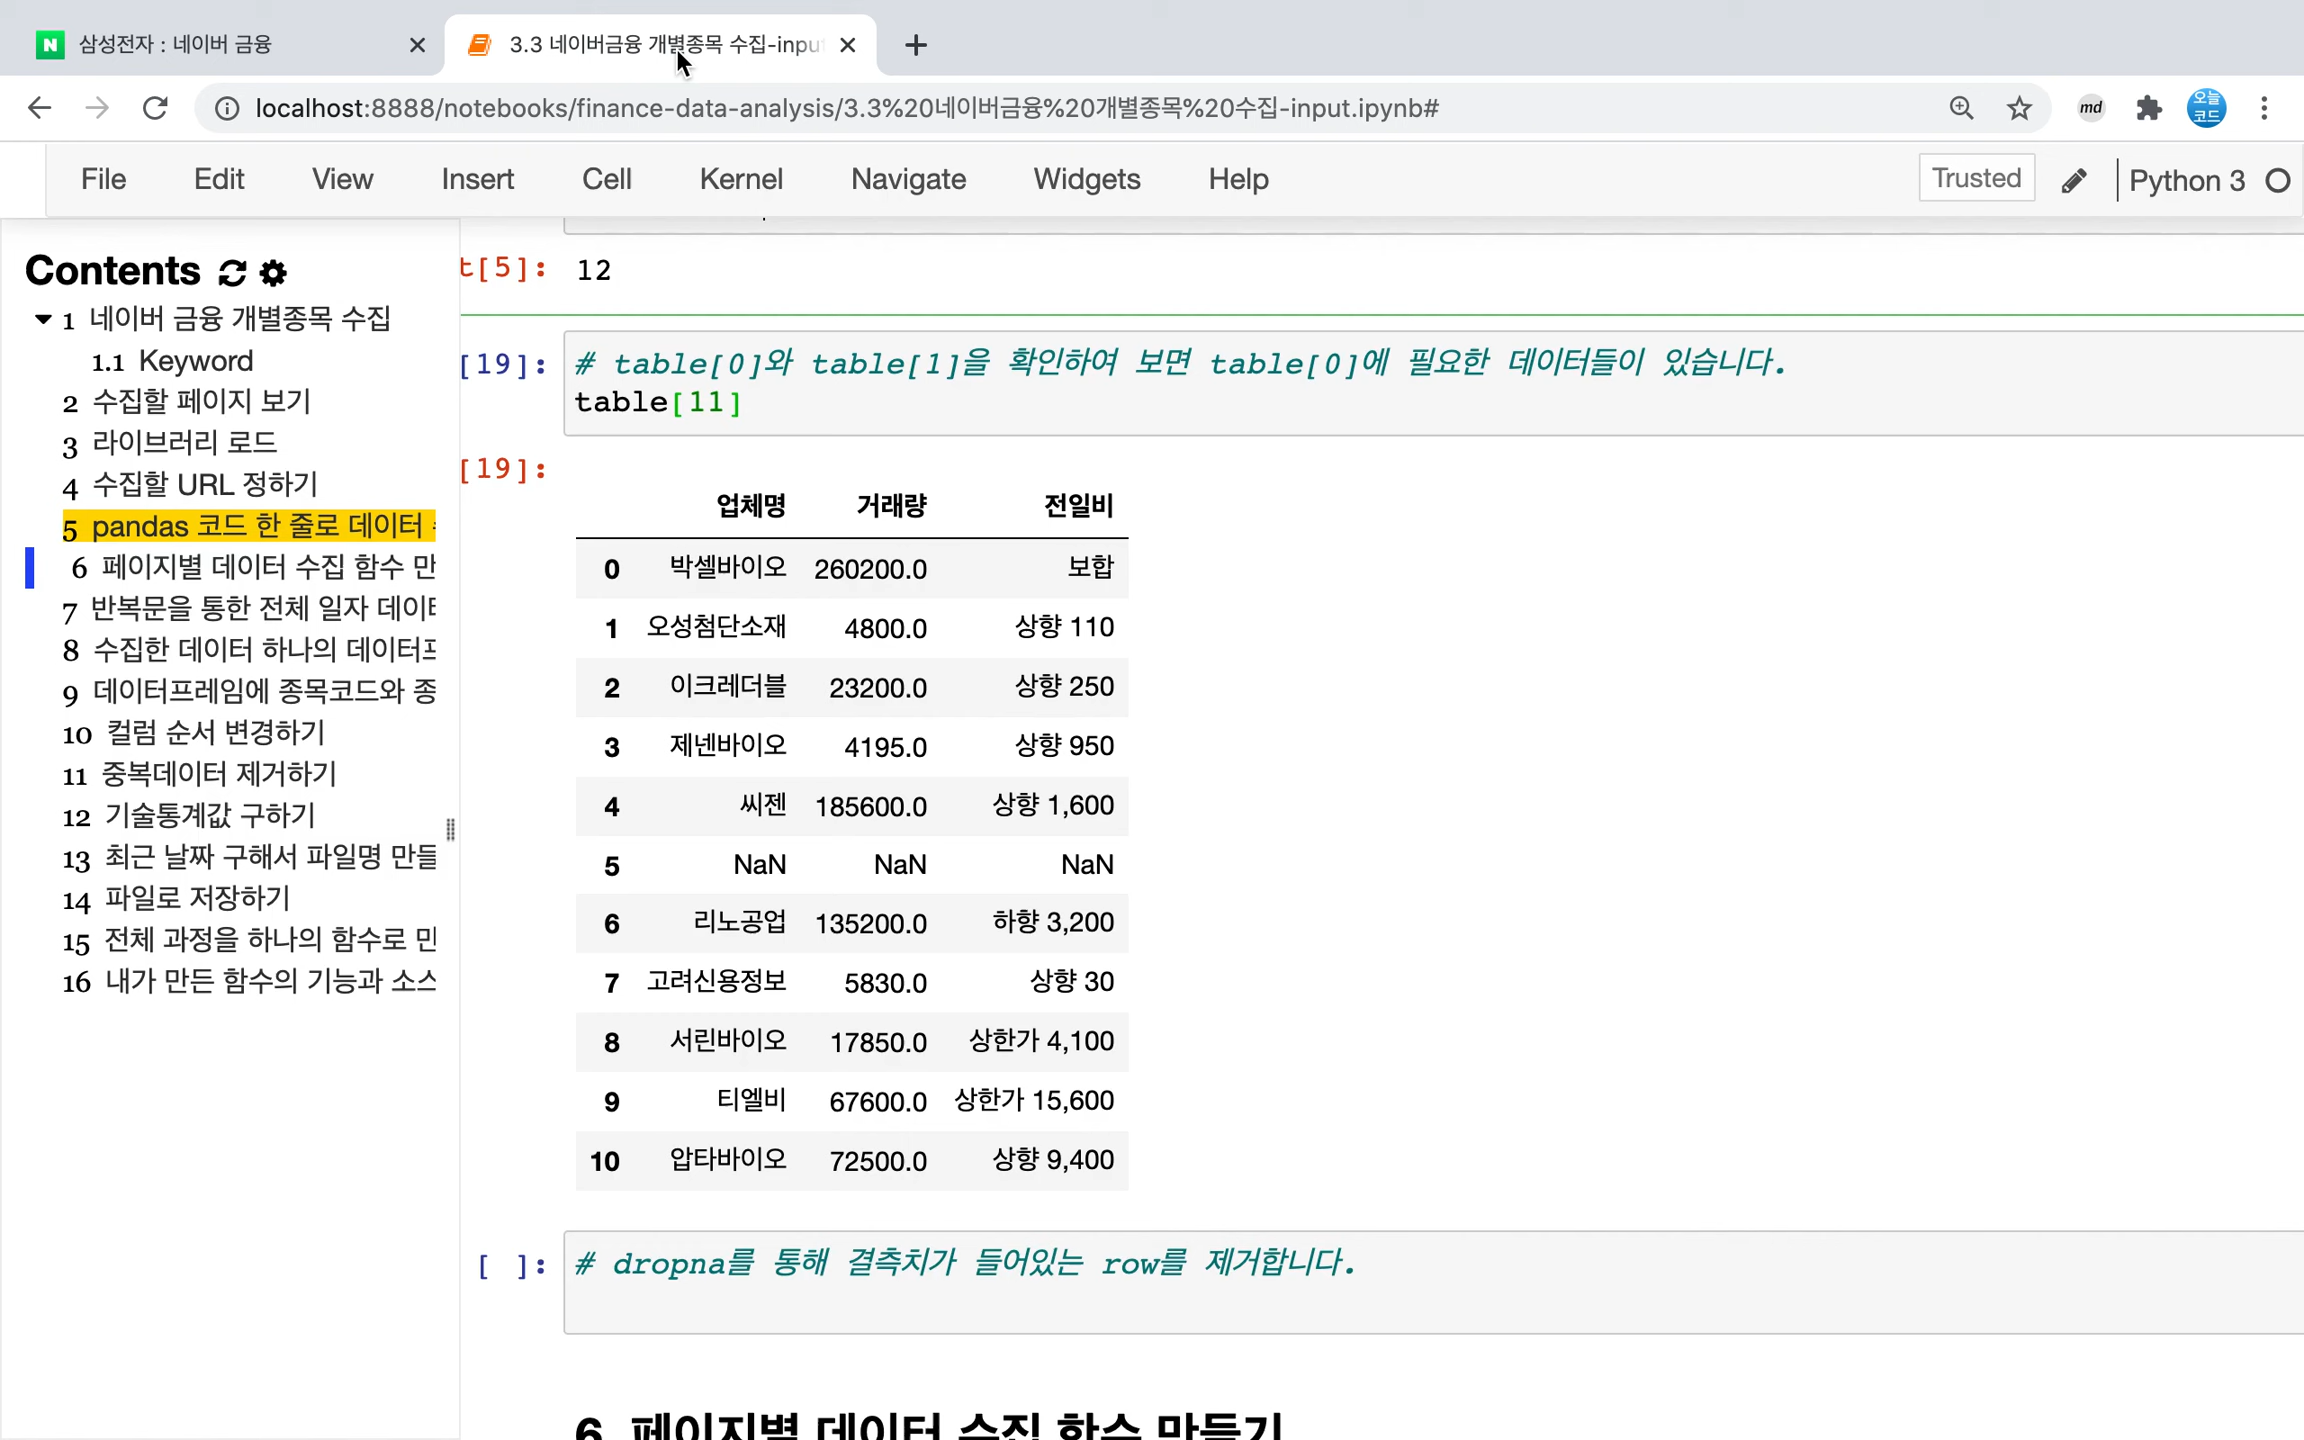 삼성전자 : 네이버 금융
3.3 네이버금융 개별종목 수집-inpu
localhost:8888/notebooks/finance-data-analysis/3.3%20네이버금융%20개별종목%20수집-input.ipynb#
md
오늘
코드
File Edit View Insert Cell Kernel Navigate Widgets Help
Trusted
Python 3
Contents
1 네이버 금융 개별종목 수집
1.1 Keyword
2 수집할 페이지 보기
3 라이브러리 로드
4 수집할 URL 정하기
5 pandas 코드 한 줄로 데이터
6 페이지별 데이터 수집 함수 만
7 반복문을 통한 전체 일자
8 수집한 데이터 하나의
9 데이터프레임에 종목코드와 종
10 컬럼 순서 변경하기
11 중복데이터 제거하기
12 기술통계값 구하기
13 최근 날짜 구해서 파일명 만들
14 파일로 저장하기
15 전체 과정을 하나의 함수로
16 내가 만든 함수의 기능과 소스
t[5]: 12
[19]: # table[0]와 table[1]을 확인하여 보면 table[0]에 필요한 데이터들이 있습니다.
table[11]
[19]:
업체명 거래량 전일비
0 박셀바이오 260200.0 보합
1 오성첨단소재 4800.0 상향 110
2 이크레더블 23200.0 상향 250
3 제넨바이오 4195.0 상향 950
4 씨젠 185600.0 상향 1,600
5 NaN NaN NaN
6 리노공업 135200.0 하향 3,200
7 고려신용정보 5830.0 상향 30
8 서린바이오 17850.0 상한가 4,100
9 티엘비 67600.0 상한가 15,600
10 압타바이오 72500.0 상향 9,400
[ ]: # dropna를 통해 결측치가 들어있는 row를 제거합니다.
6 페이지별 데이터 수집 함수 만들기